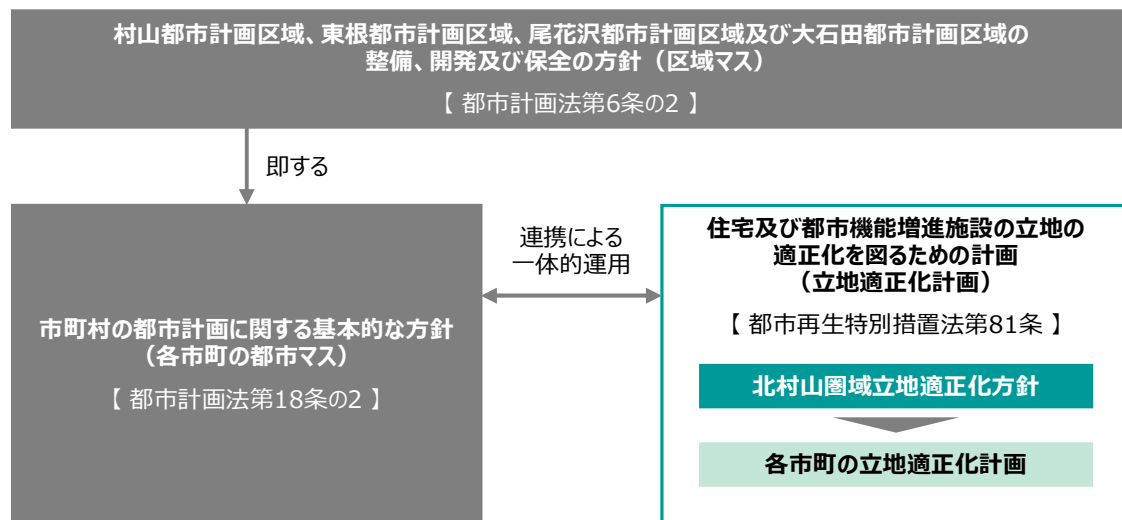 村山都市計画区域、東根都市計画区域、尾花沢都市計画区域及び大石田都市計画区域の
整備、開発及び保全の方針（区域マス）
【 都市計画法第6条の2 】
即する
市町村の都市計画に関する基本的な方針
（各市町の都市マス）
【 都市計画法第18条の2 】
連携による
一体的運用
住宅及び都市機能増進施設の立地の
適正化を図るための計画
（立地適正化計画）
【 都市再生特別措置法第81条 】
北村山圏域立地適正化方針
各市町の立地適正化計画